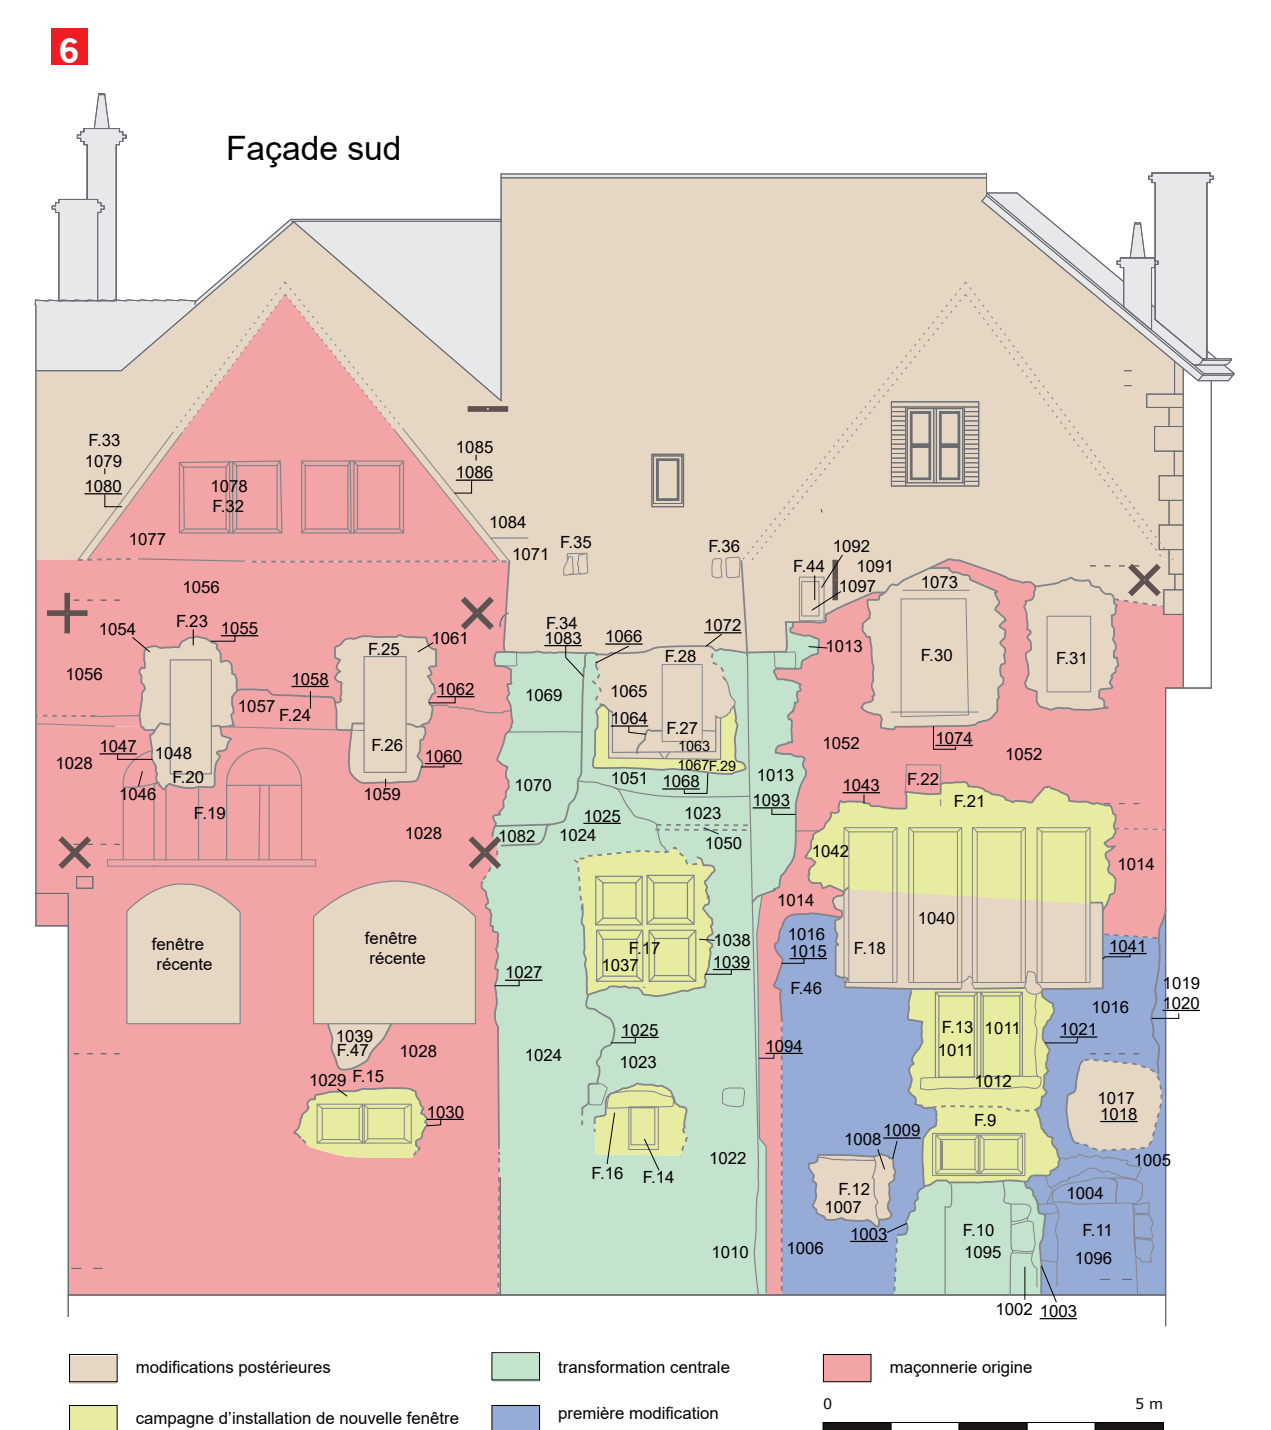 6
Façade sud
F.33
1079
1080
1085
1086
1078
F.32
1077
1084
1071
F.35
F.36
1092
1091
F.44
1097
1073
1056
1054
F.23
1055
F.25
1061
F.34
1083
1066
1072
F.28
1013
F.30
F.31
1056
1058
1062
1057
F.24
1069
1065
1064
F.27
1063
1067
F.29
1074
1052
1052
1047
1048
1028
F.26
1060
F.20
1046
1059
F.19
1070
1051
1068
1013
1093
F.22
1043
F.21
1028
1082
1024
1025
1023
1050
1042
1014
1014
1040
fenêtre
récente
fenêtre
récente
1016
1015
F.18
1041
F.17
1037
1038
1039
1027
F.46
1019
1020
1016
1039
F.47
1028
1024
1025
1023
1094
F.13
1011
1011
1021
1012
1029
F.15
1030
F.9
1017
1018
1008
1009
1005
1022
F.16
F.14
F.12
1007
1004
1003
F.10
1095
F.11
1096
1010
1006
1002
1003
modifications postérieures
transformation centrale
maçonnerie origine
campagne d’installation de nouvelle fenêtre
première modification
0
5 m